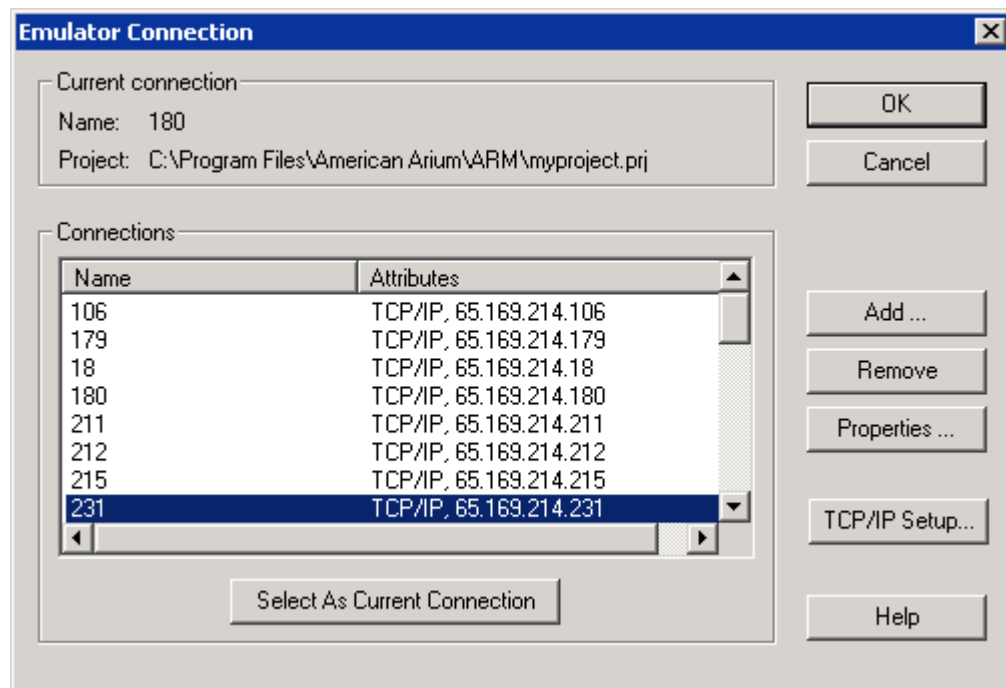 Emulator Connection
Current connection
Name: 180
Project: C:\Program Files\American Arium\ARM\myproject.prj
OK
Cancel
Connections
Name Attributes
106 TCP/IP, 65.169.214.106
179 TCP/IP, 65.169.214.179
18 TCP/IP, 65.169.214.18
180 TCP/IP, 65.169.214.180
211 TCP/IP, 65.169.214.211
212 TCP/IP, 65.169.214.212
215 TCP/IP, 65.169.214.215
231 TCP/IP, 65.169.214.231
Select As Current Connection
Add ...
Remove
Properties ...
TCP/IP Setup...
Help